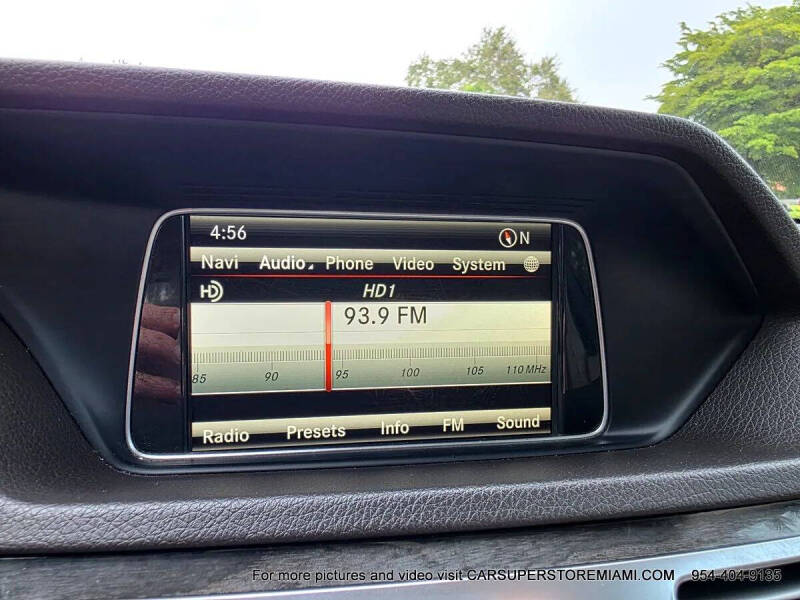 4:56 N
Navi Audio Phone Video System
HD HD1
93.9 FM
85 90 95 100 105 110 MHz
Radio Presets Info FM Sound
For more pictures and video visit CARSUPERSTOREMIAMI.COM 954-404-9135